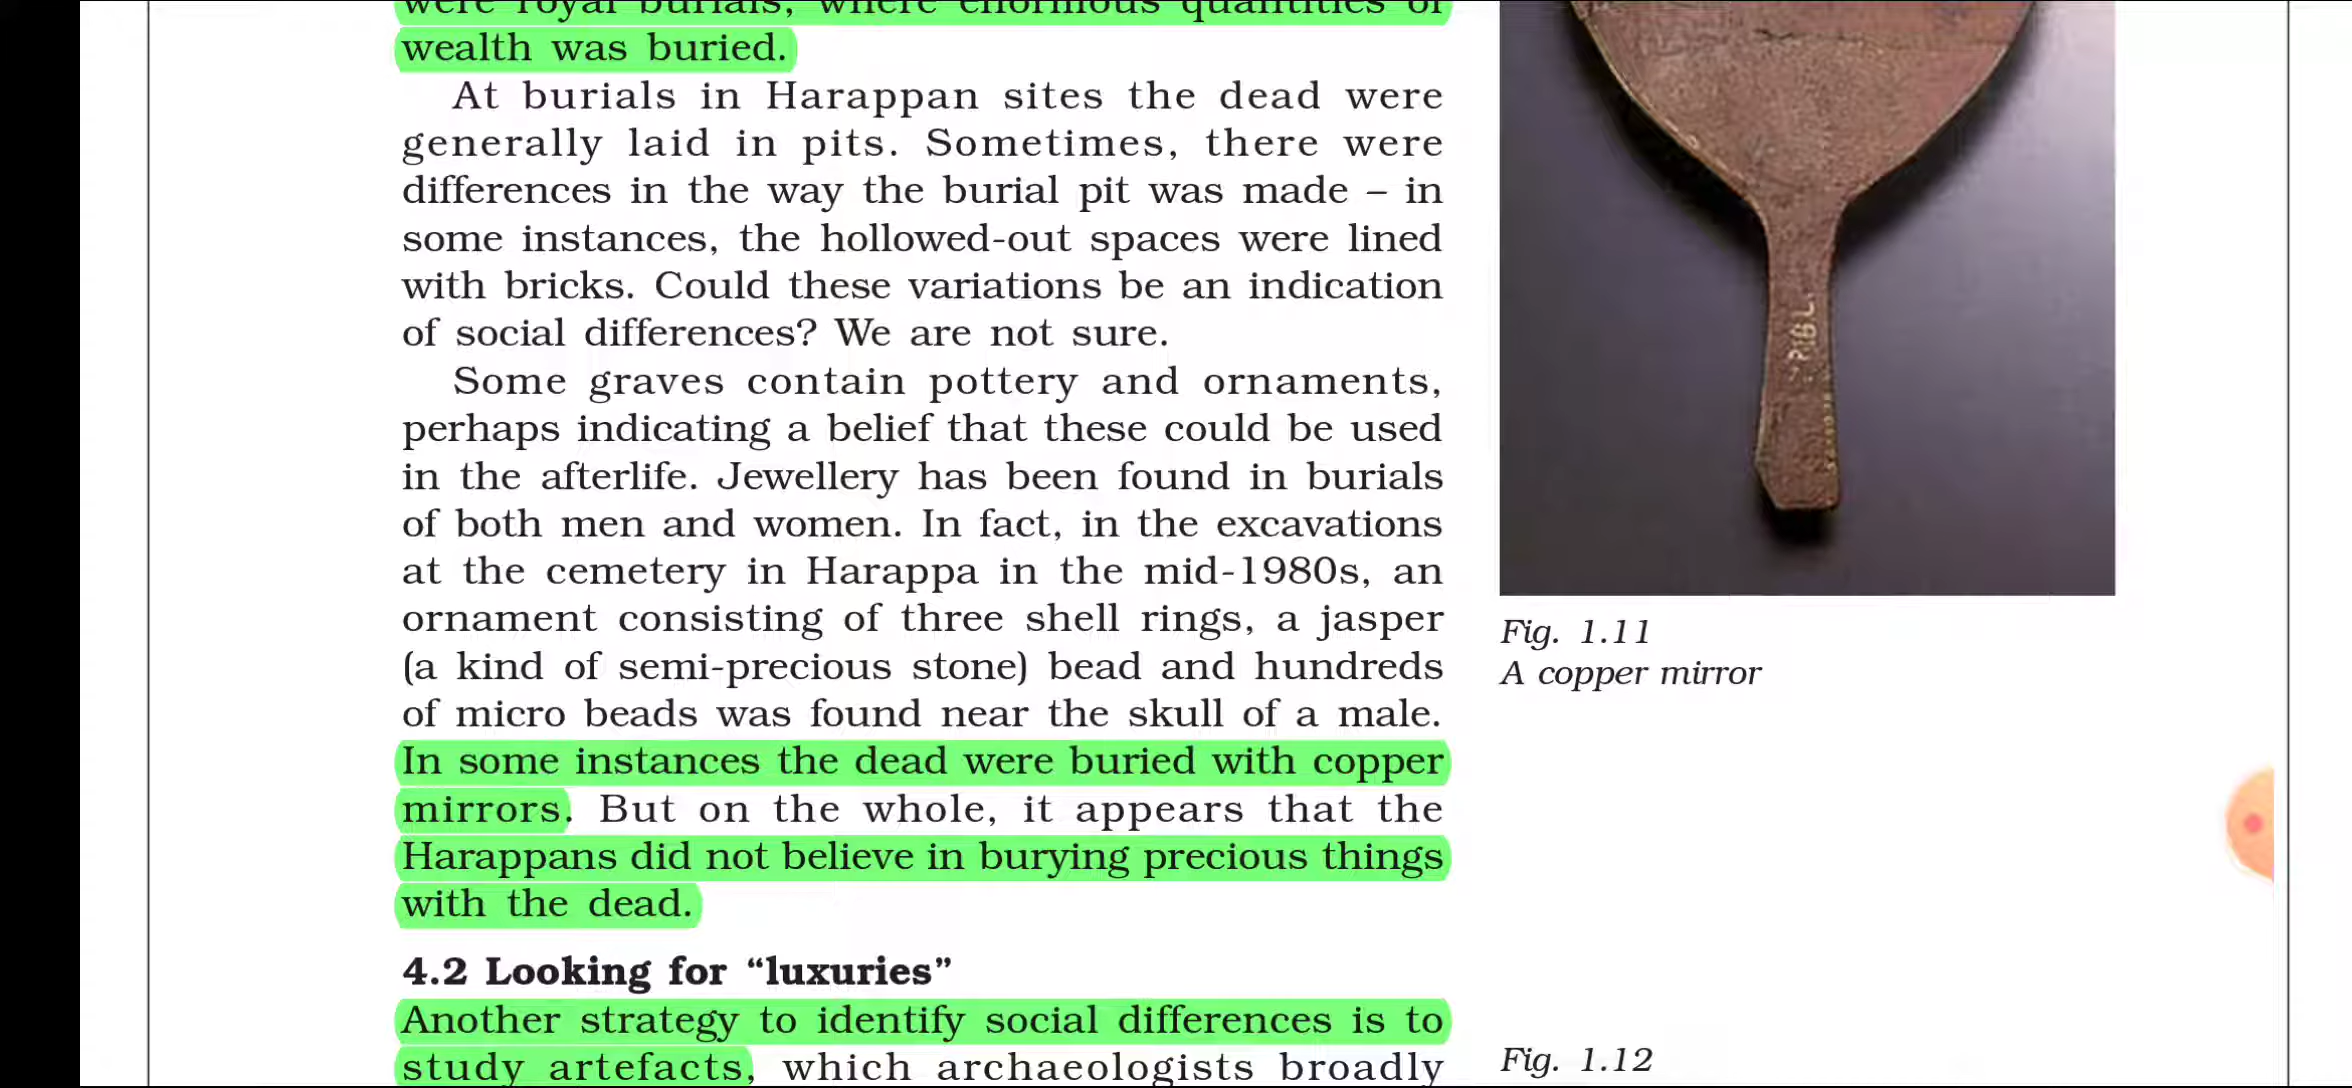 were royal burials, where enormous quantities of
wealth was buried.
At burials in Harappan sites the dead were
generally laid in pits. Sometimes, there were
differences in the way the burial pit was made – in
some instances, the hollowed-out spaces were lined
with bricks. Could these variations be an indication
of social differences? We are not sure.
Some graves contain pottery and ornaments,
perhaps indicating a belief that these could be used
in the afterlife. Jewellery has been found in burials
of both men and women. In fact, in the excavations
at the cemetery in Harappa in the mid-1980s, an
ornament consisting of three shell rings, a jasper
(a kind of semi-precious stone) bead and hundreds
of micro beads was found near the skull of a male.
In some instances the dead were buried with copper
mirrors. But on the whole, it appears that the
Harappans did not believe in burying precious things
with the dead.
4.2 Looking for “luxuries”
Another strategy to identify social differences is to
study artefacts, which archaeologists broadly
Fig. 1.11
A copper mirror
Fig. 1.12